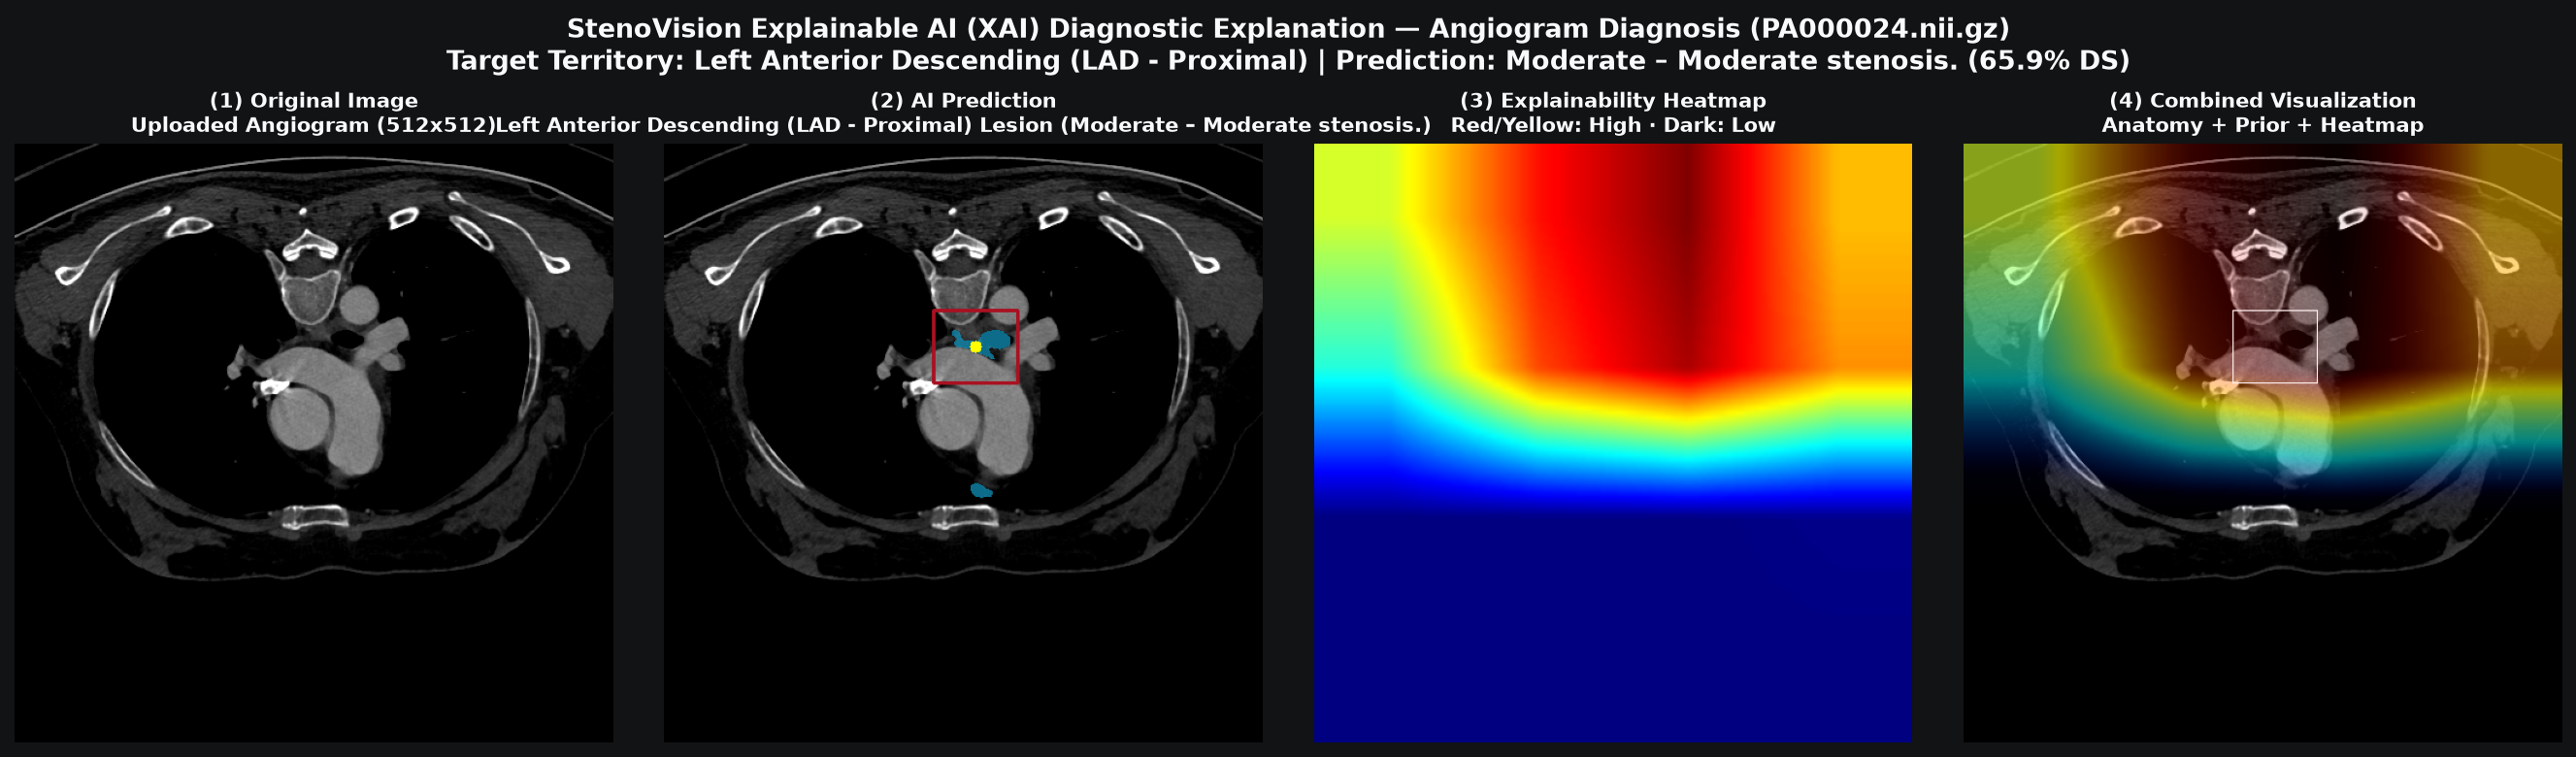 StenoVision Explainable AI (XAI) Diagnostic Explanation — Angiogram Diagnosis (PA000024.nii.gz)
Target Territory: Left Anterior Descending (LAD - Proximal) | Prediction: Moderate – Moderate stenosis. (65.9% DS)
(1) Original Image
Uploaded Angiogram (512x512)
(2) AI Prediction
Left Anterior Descending (LAD - Proximal) Lesion (Moderate – Moderate stenosis.)
(3) Explainability Heatmap
Red/Yellow: High · Dark: Low
(4) Combined Visualization
Anatomy + Prior + Heatmap